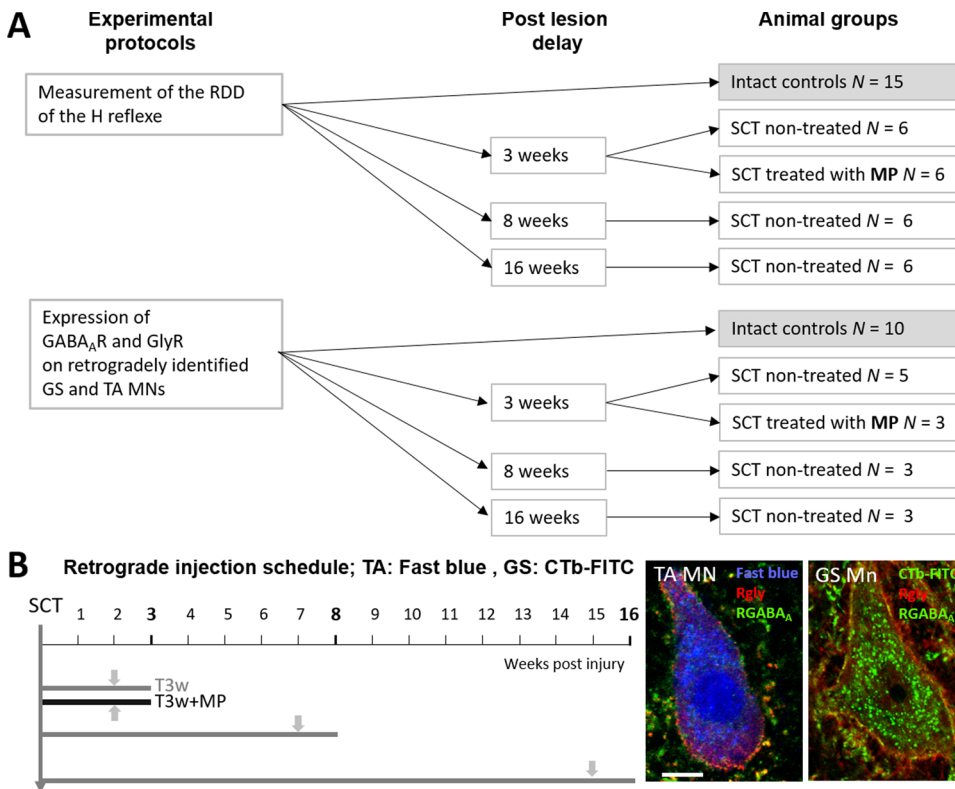 A
Experimental
protocols
Post lesion
delay
Animal groups
Measurement of the RDD
of the H reflexe
Intact controls N = 15
3 weeks
SCT non-treated N = 6
SCT treated with MP N = 6
8 weeks
SCT non-treated N = 6
16 weeks
SCT non-treated N = 6
Expression of
GABAAR and GlyR
on retrogradely identified
GS and TA MNs
Intact controls N = 10
3 weeks
SCT non-treated N = 5
SCT treated with MP N = 3
8 weeks
SCT non-treated N = 3
16 weeks
SCT non-treated N = 3
B
Retrograde injection schedule; TA: Fast blue , GS: CTb-FITC
SCT
1 2 3 4 5 6 7 8 9 10 11 12 13 14 15 16
Weeks post injury
T3w
T3w+MP
TA MN
Fast blue
Rgly
RGABAA
GS Mn
CTb-FITC
Rgly
RGABAA